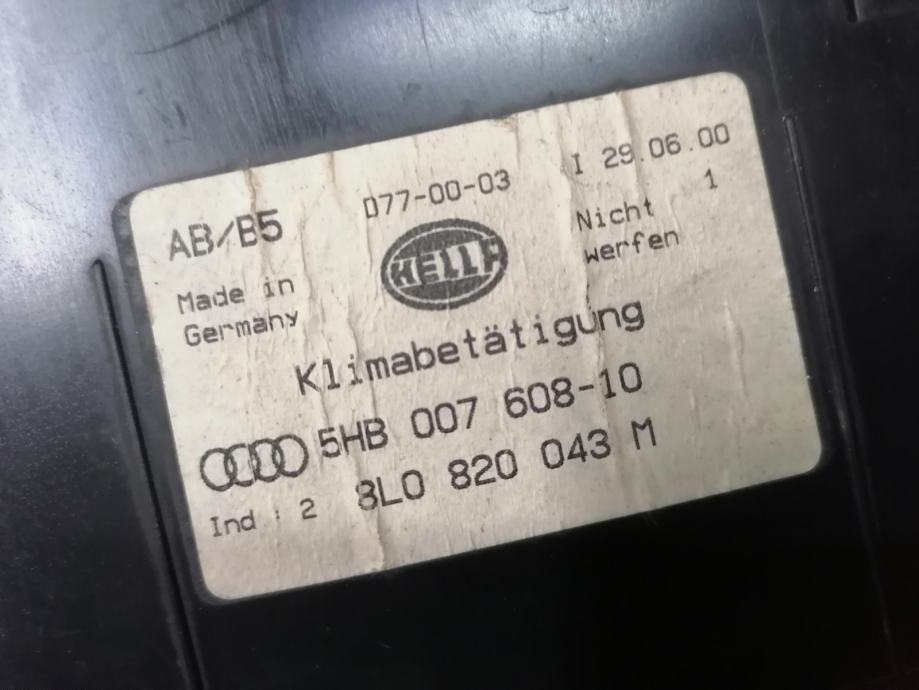 D77-00-03 I 29.06.00
AB/B5 HELLA Nicht 1
Made in werfen
Germany
Klimabetätigung
5HB 007 608-10
Ind : 2 8L0 820 043 M